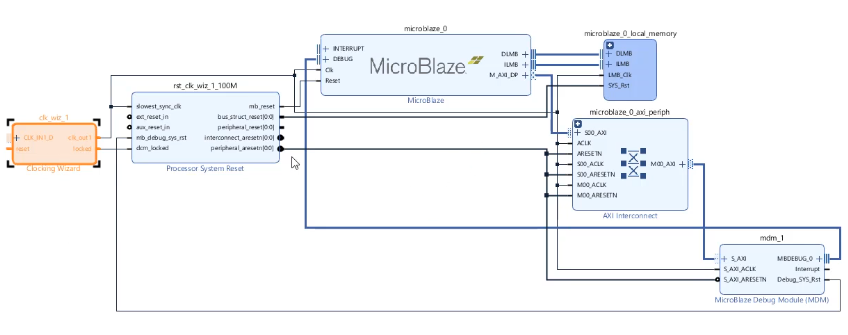 microblaze_0
INTERRUPT
DEBUG
Clk
Reset
MicroBlaze
DLMB
ILMB
M_AXI_DP
MicroBlaze
microblaze_0_local_memory
DLMB
ILMB
LMB_Clk
SYS_Rst
rst_clk_wiz_1_100M
slowest_sync_clk
ext_reset_in
aux_reset_in
mb_debug_sys_rst
dcm_locked
mb_reset
bus_struct_reset[0:0]
peripheral_reset[0:0]
interconnect_aresetn[0:0]
peripheral_aresetn[0:0]
Processor System Reset
clk_wiz_1
CLK_IN1_D
reset
clk_out1
locked
Clocking Wizard
microblaze_0_axi_periph
S00_AXI
ACLK
ARESETN
S00_ACLK
S00_ARESETN
M00_ACLK
M00_ARESETN
M00_AXI
AXI Interconnect
mdm_1
S_AXI
S_AXI_ACLK
S_AXI_ARESETN
MBDEBUG_0
Interrupt
Debug_SYS_Rst
MicroBlaze Debug Module (MDM)